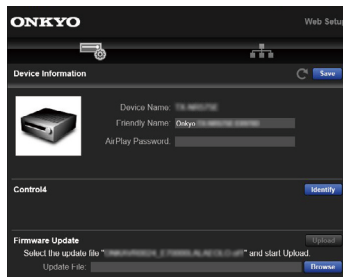 ONKYO
Web Setup
Device Information
Save
Device Name:
Friendly Name: Onkyo
AirPlay Password:
Control4
Identify
Firmware Update
Upload
Select the update file " " and start Upload.
Update File:
Browse